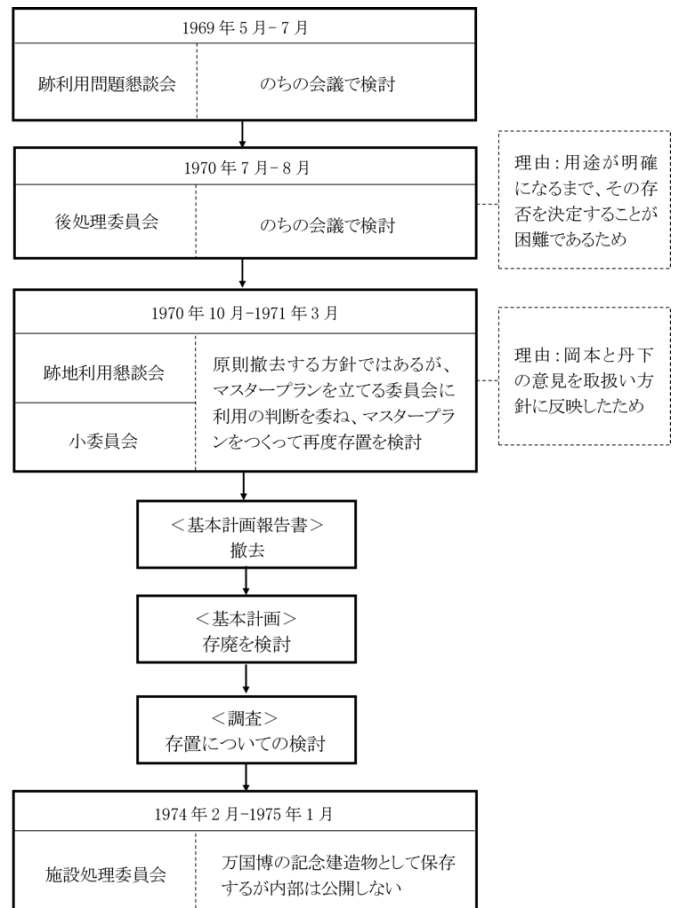 1969年5月-7月
跡利用問題懇談会
のちの会議で検討
1970年7月-8月
後処理委員会
のちの会議で検討
理由:用途が明確
になるまで、その存
否を決定することが
困難であるため
1970年10月-1971年3月
跡地利用懇談会
小委員会
原則撤去する方針ではあるが、
マスタープランを立てる委員会に
利用の判断を委ね、マスタープラ
ンをつくって再度存置を検討
理由:岡本と丹下
の意見を取扱い方
針に反映したため
<基本計画報告書>
撤去
<基本計画>
存廃を検討
<調査>
存置についての検討
1974年2月-1975年1月
施設処理委員会
万国博の記念建造物として保存
するが内部は公開しない